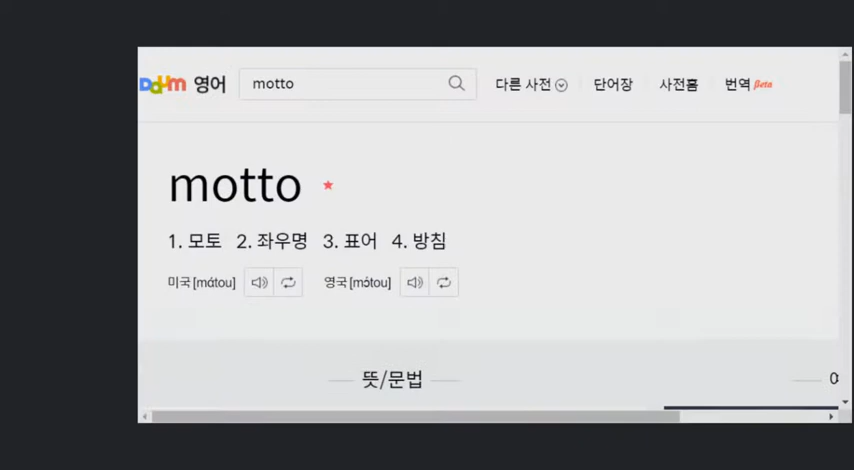 Daum 영어 motto 다른 사전 단어장 사전홈 번역 Beta
motto
1. 모토 2. 좌우명 3. 표어 4. 방침
미국[mátou] 영국[mɔ́tou]
뜻/문법